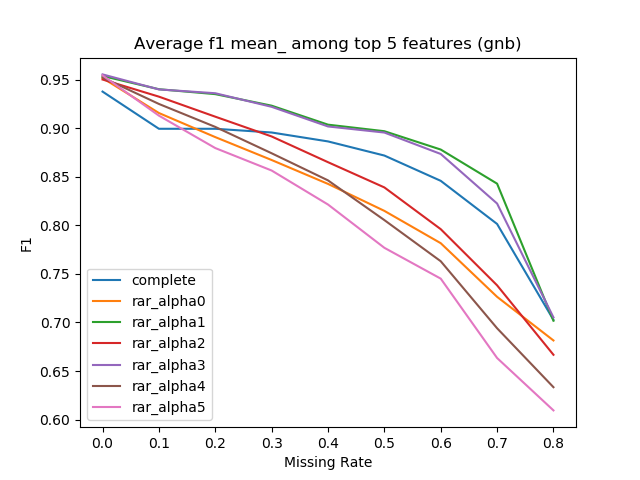 Average f1 mean_ among top 5 features (gnb)
F1
0.95
0.90
0.85
0.80
0.75
0.70
0.65
0.60
complete
rar_alpha0
rar_alpha1
rar_alpha2
rar_alpha3
rar_alpha4
rar_alpha5
0.0 0.1 0.2 0.3 0.4 0.5 0.6 0.7 0.8
Missing Rate